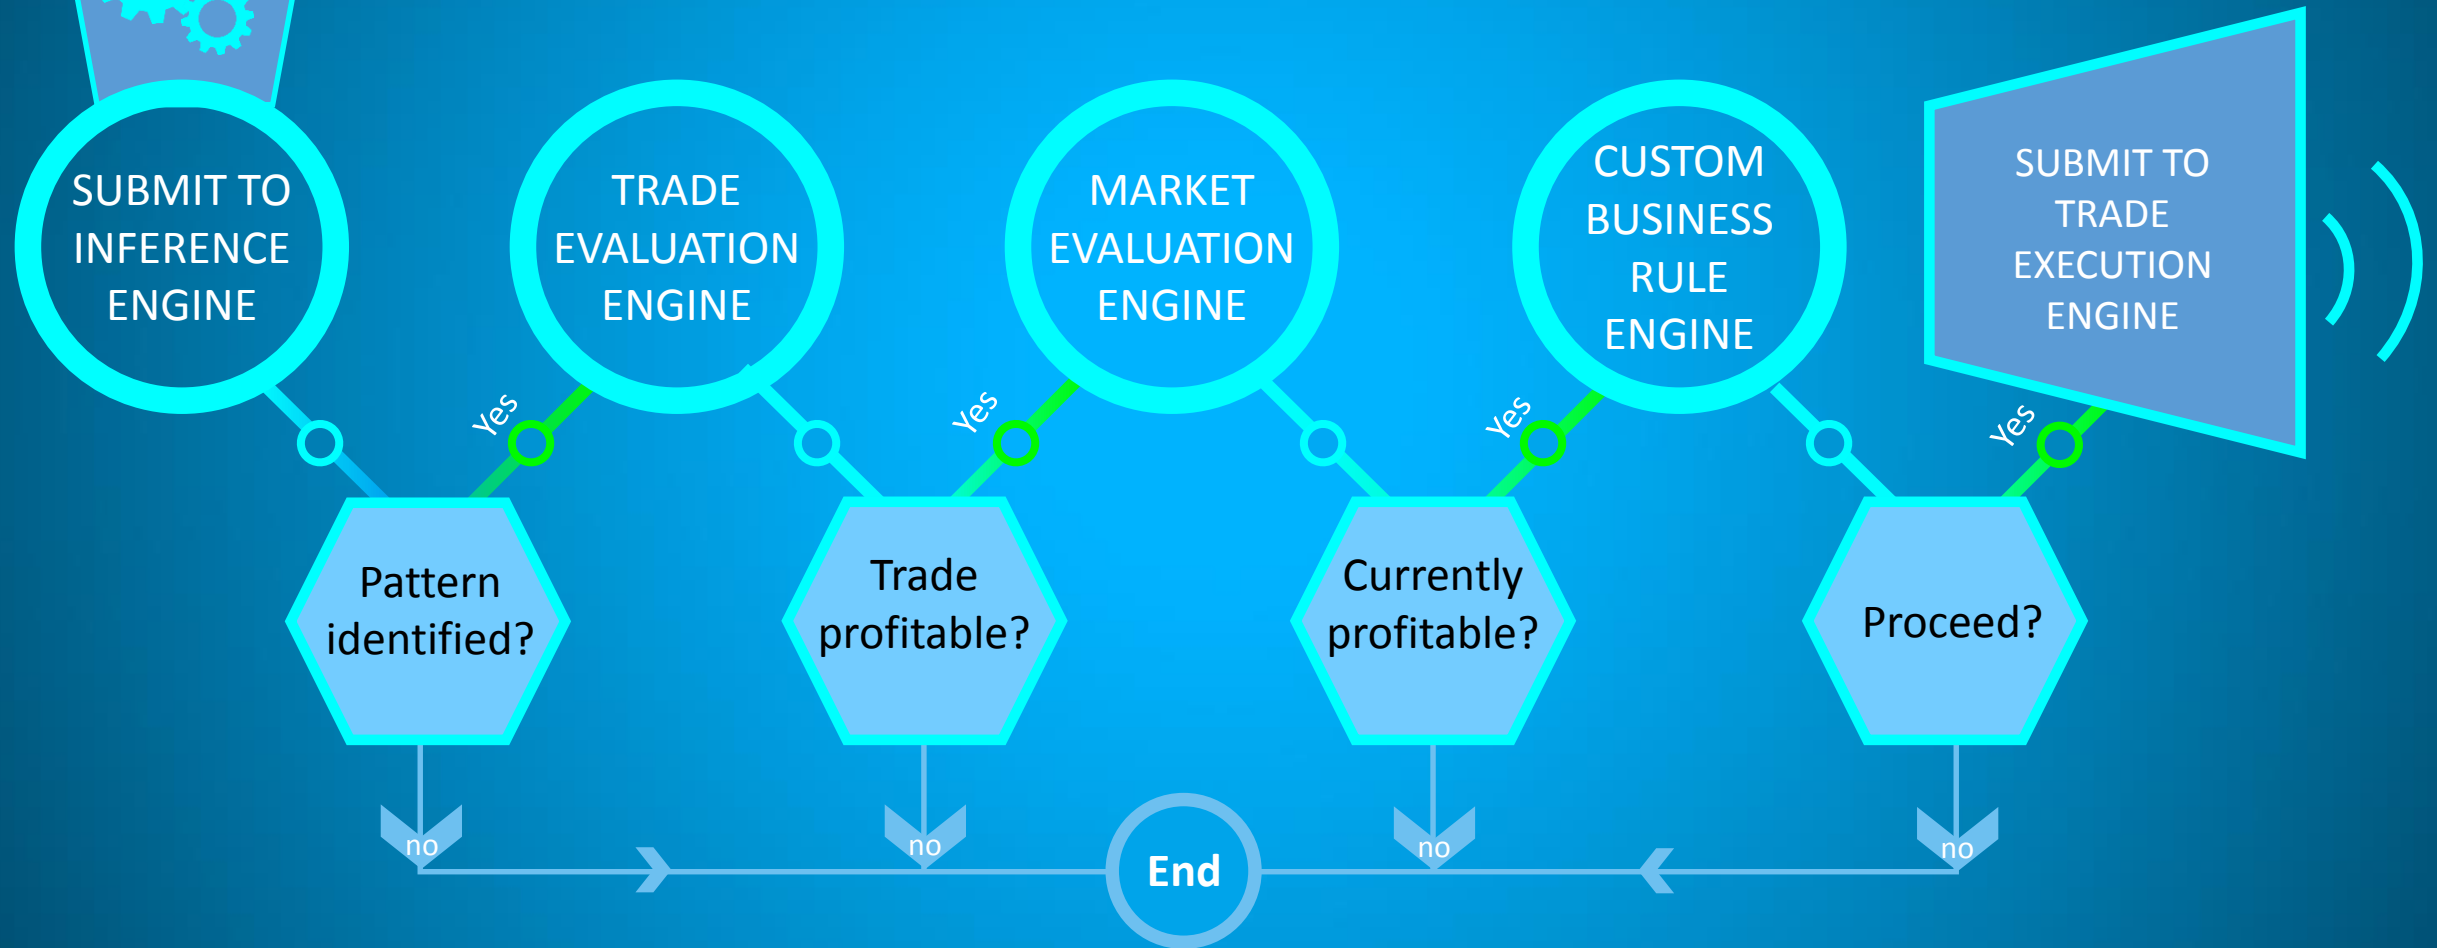 SUBMIT TO
INFERENCE
ENGINE
TRADE
EVALUATION
ENGINE
MARKET
EVALUATION
ENGINE
CUSTOM
BUSINESS
RULE
ENGINE
SUBMIT TO
TRADE
EXECUTION
ENGINE
Yes
Yes
Yes
Yes
Pattern
identified?
Trade
profitable?
Currently
profitable?
Proceed?
no
no
no
no
End